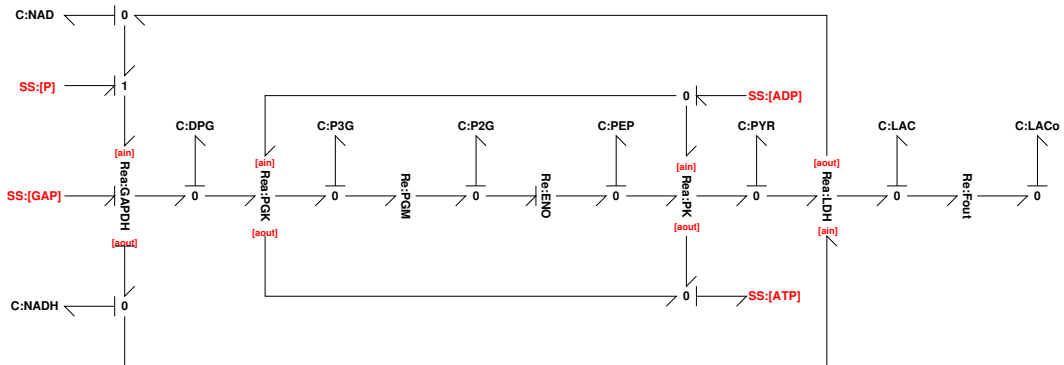 C:NAD
0
SS:[P]
1
0
SS:[ADP]
C:DPG
C:P3G
C:P2G
C:PEP
C:PYR
C:LAC
C:LACo
[ain]
[ain]
[ain]
[aout]
SS:[GAP]
Rea:GAPDH
0
Rea:PGK
0
Re:PGM
0
Re:ENO
0
Rea:PK
0
Rea:LDH
0
Re:Fout
0
[aout]
[aout]
[aout]
[ain]
C:NADH
0
0
SS:[ATP]